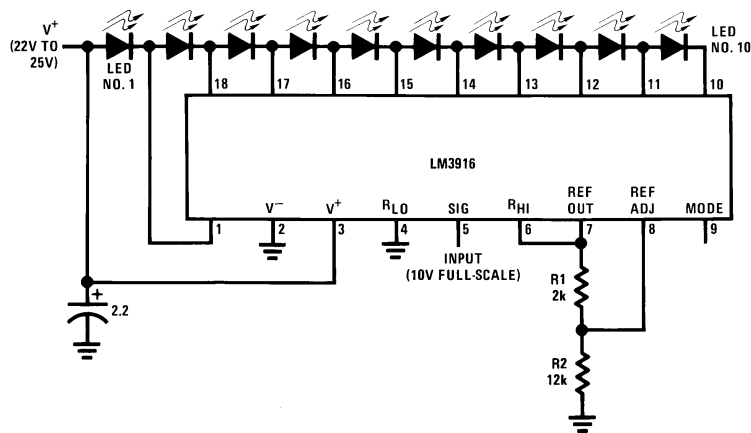 V+
(22V TO
25V)
LED
NO. 1
LED
NO. 10
18
17
16
15
14
13
12
11
10
LM3916
V−
V+
RLO
SIG
RHI
REF
OUT
REF
ADJ
MODE
1
2
3
4
5
6
7
8
9
INPUT
(10V FULL-SCALE)
+
2.2
R1
2k
R2
12k